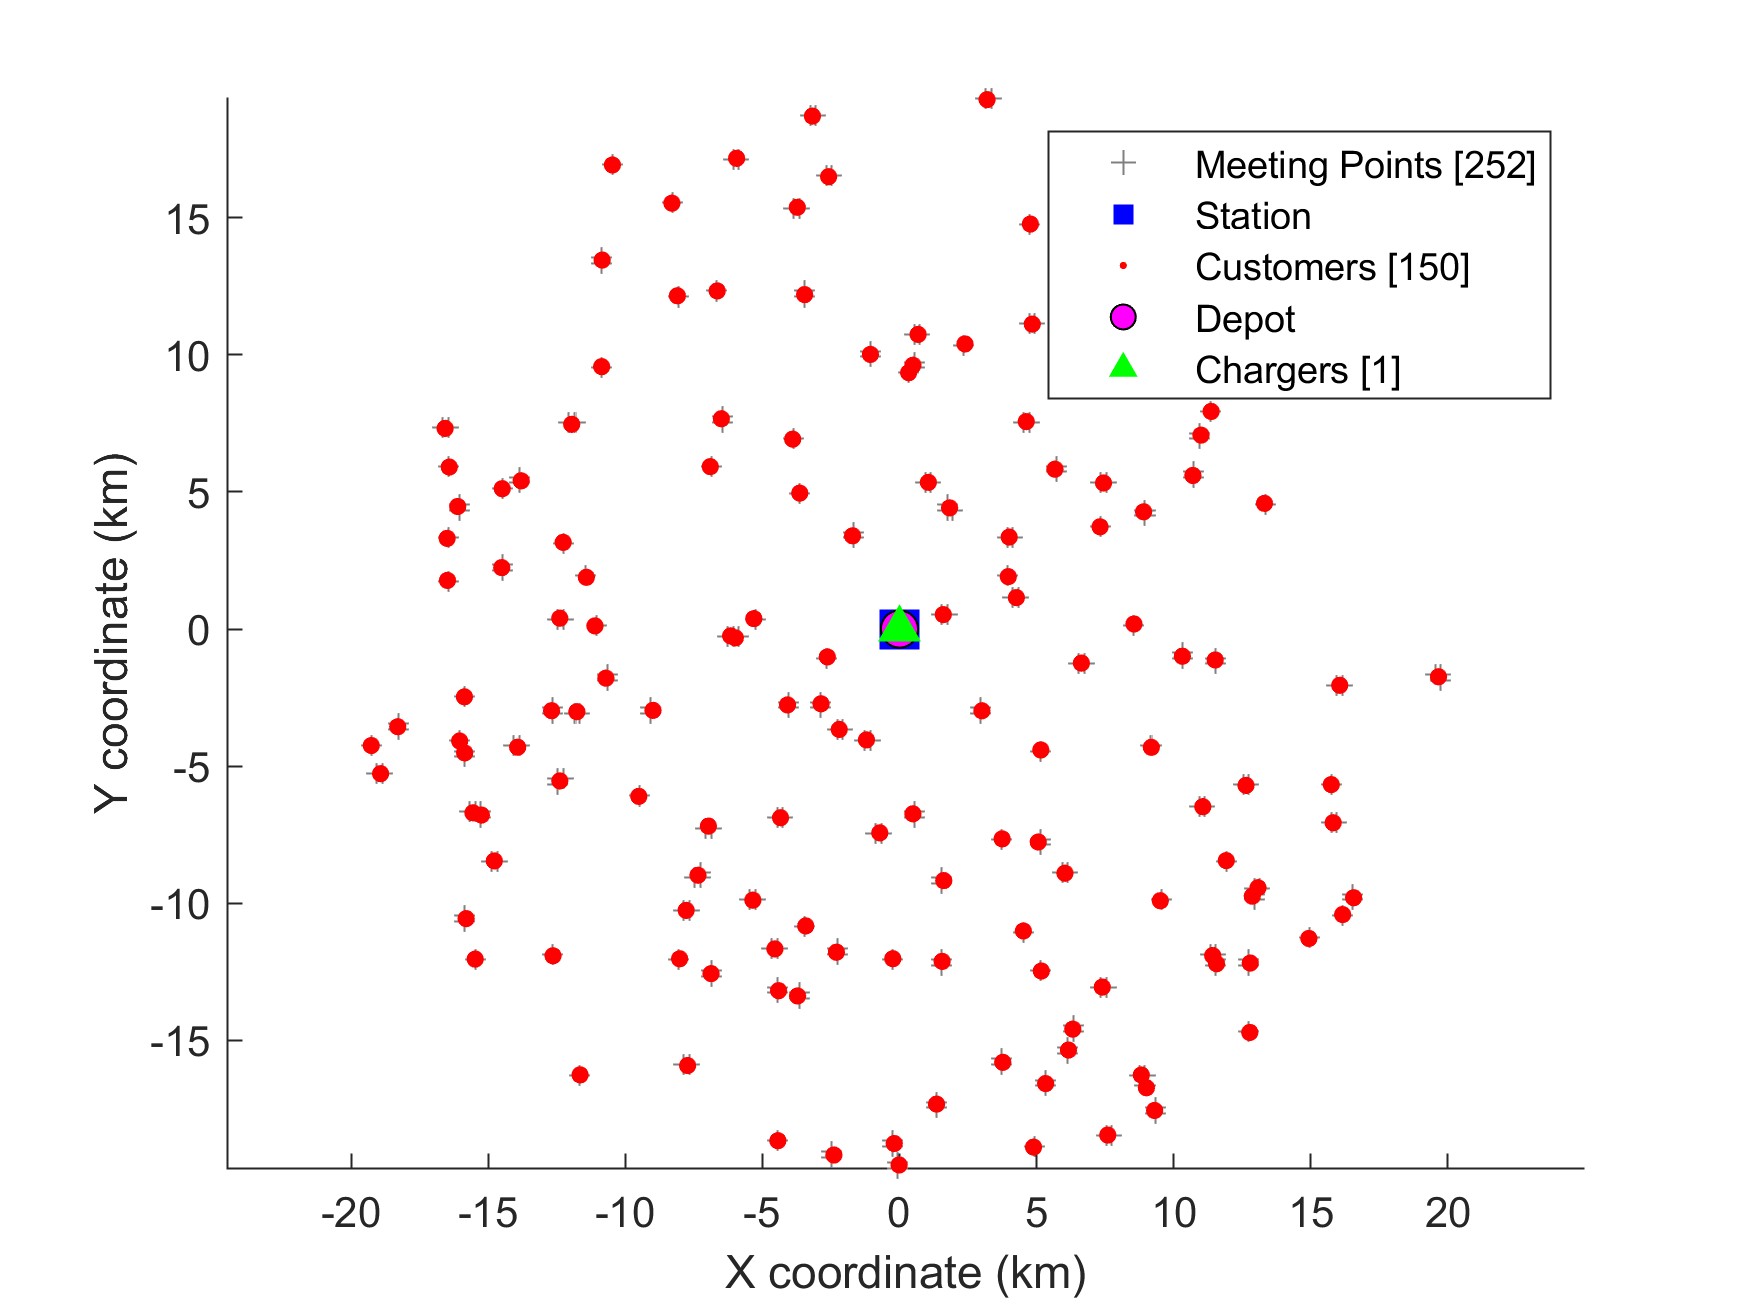 Meeting Points [252]
Station
Customers [150]
Depot
Chargers [1]
15
10
5
0
-5
-10
-15
Y coordinate (km)
-20 -15 -10 -5 0 5 10 15 20
X coordinate (km)